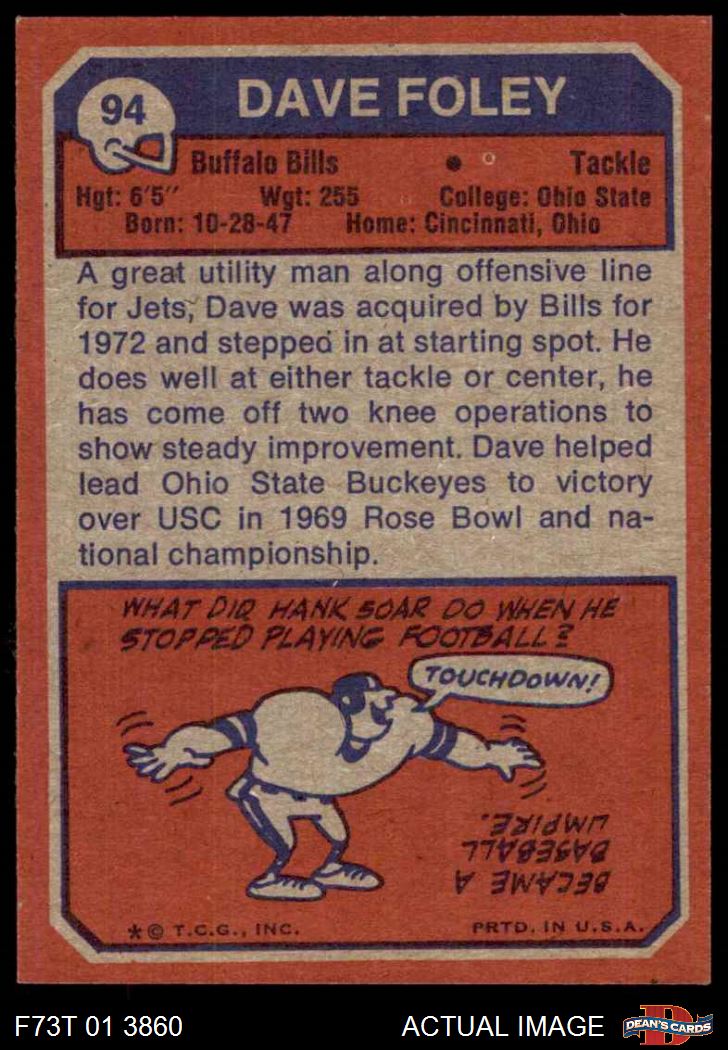 94
DAVE FOLEY
Buffalo Bills
Tackle
Hgt: 6'5"
Wgt: 255
College: Ohio State
Born: 10-28-47
Home: Cincinnati, Ohio
A great utility man along offensive line
for Jets, Dave was acquired by Bills for
1972 and stepped in at starting spot. He
does well at either tackle or center, he
has come off two knee operations to
show steady improvement. Dave helped
lead Ohio State Buckeyes to victory
over USC in 1969 Rose Bowl and na-
tional championship.
WHAT DID HANK SOAR DO WHEN HE
STOPPED PLAYING FOOTBALL?
TOUCHDOWN!
BECAME A
BASEBALL
UMPIRE.
*© T.C.G., INC.
PRTD. IN U.S.A.
F73T 01 3860
ACTUAL IMAGE
D
DEAN'S CARDS